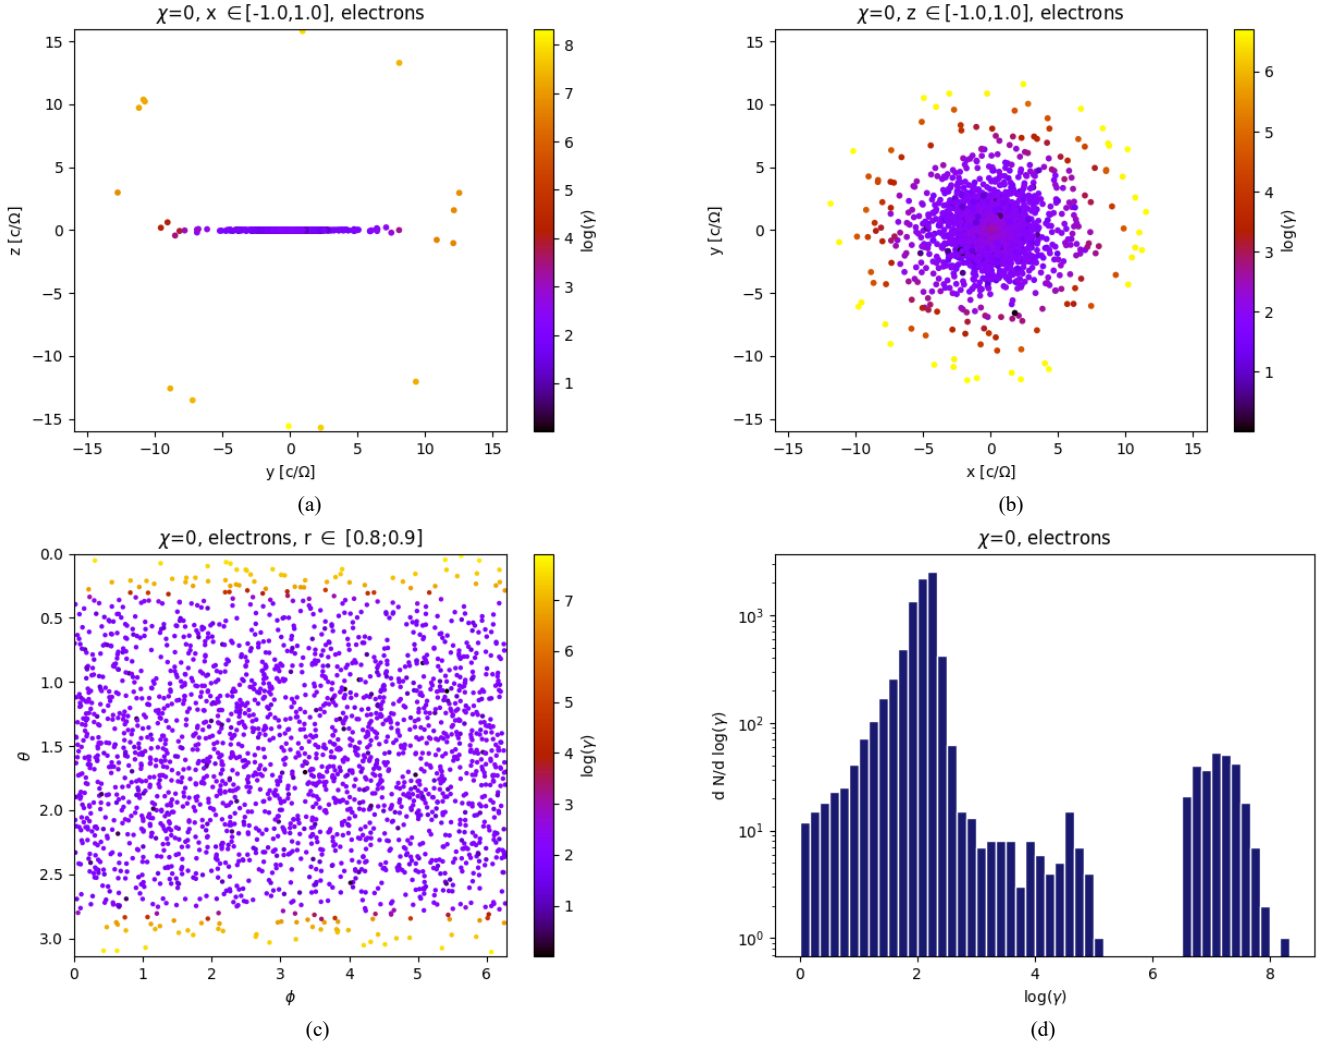 χ=0, x ∈[-1.0,1.0], electrons
15
10
5
0
−5
−10
−15
z [c/Ω]
−15 −10 −5 0 5 10 15
y [c/Ω]
8
7
6
5
4
3
2
1
log(γ)
(a)
χ=0, z ∈[-1.0,1.0], electrons
15
10
5
0
−5
−10
−15
y [c/Ω]
−15 −10 −5 0 5 10 15
x [c/Ω]
6
5
4
3
2
1
log(γ)
(b)
χ=0, electrons, r ∈ [0.8;0.9]
0.0
0.5
1.0
1.5
2.0
2.5
3.0
θ
0 1 2 3 4 5 6
ϕ
7
6
5
4
3
2
1
log(γ)
(c)
χ=0, electrons
10³
10²
10¹
10⁰
d N/d log(γ)
0 2 4 6 8
log(γ)
(d)